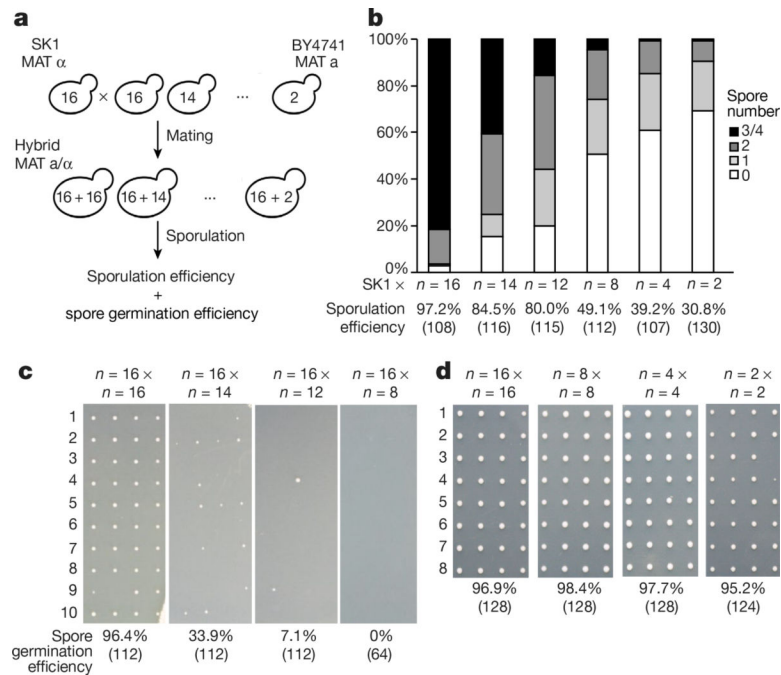 a
SK1
MAT α
BY4741
MAT a
16 × 16 14 ... 2
Mating
Hybrid
MAT a/α
16 + 16 16 + 14 ... 16 + 2
Sporulation
Sporulation efficiency
+
spore germination efficiency
b
100%
80%
60%
40%
20%
0%
Spore
number
3/4
2
1
0
SK1 × n = 16 n = 14 n = 12 n = 8 n = 4 n = 2
Sporulation 97.2% 84.5% 80.0% 49.1% 39.2% 30.8%
efficiency (108) (116) (115) (112) (107) (130)
c
n = 16 × n = 16 × n = 16 × n = 16 ×
n = 16 n = 14 n = 12 n = 8
1
2
3
4
5
6
7
8
9
10
Spore 96.4% 33.9% 7.1% 0%
germination (112) (112) (112) (64)
efficiency
d
n = 16 × n = 8 × n = 4 × n = 2 ×
n = 16 n = 8 n = 4 n = 2
1
2
3
4
5
6
7
8
96.9% 98.4% 97.7% 95.2%
(128) (128) (128) (124)